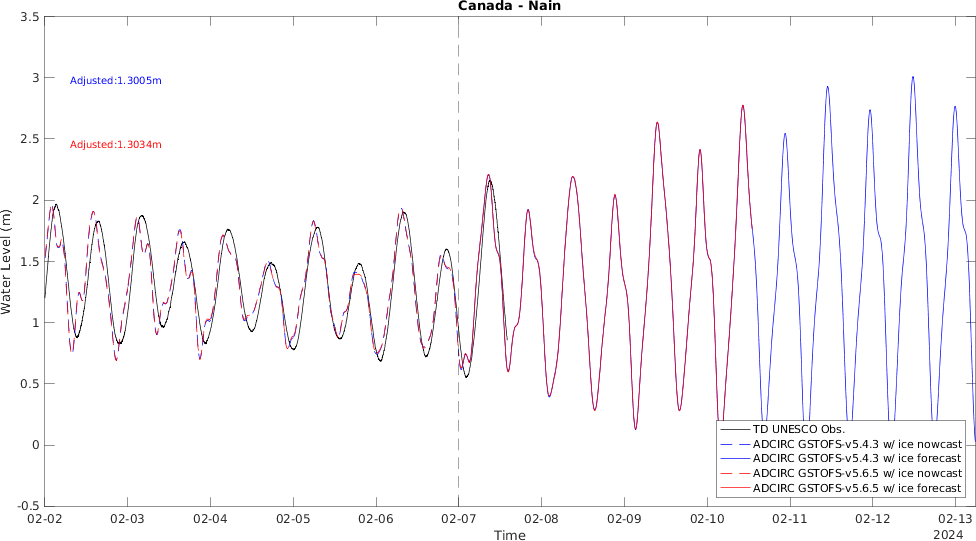 Canada - Nain
3.5
3
2.5
2
1.5
1
0.5
0
-0.5
Water Level (m)
Adjusted:1.3005m
Adjusted:1.3034m
TD UNESCO Obs.
ADCIRC GSTOFS-v5.4.3 w/ ice nowcast
ADCIRC GSTOFS-v5.4.3 w/ ice forecast
ADCIRC GSTOFS-v5.6.5 w/ ice nowcast
ADCIRC GSTOFS-v5.6.5 w/ ice forecast
02-02 02-03 02-04 02-05 02-06 02-07 02-08 02-09 02-10 02-11 02-12 02-13
Time
2024